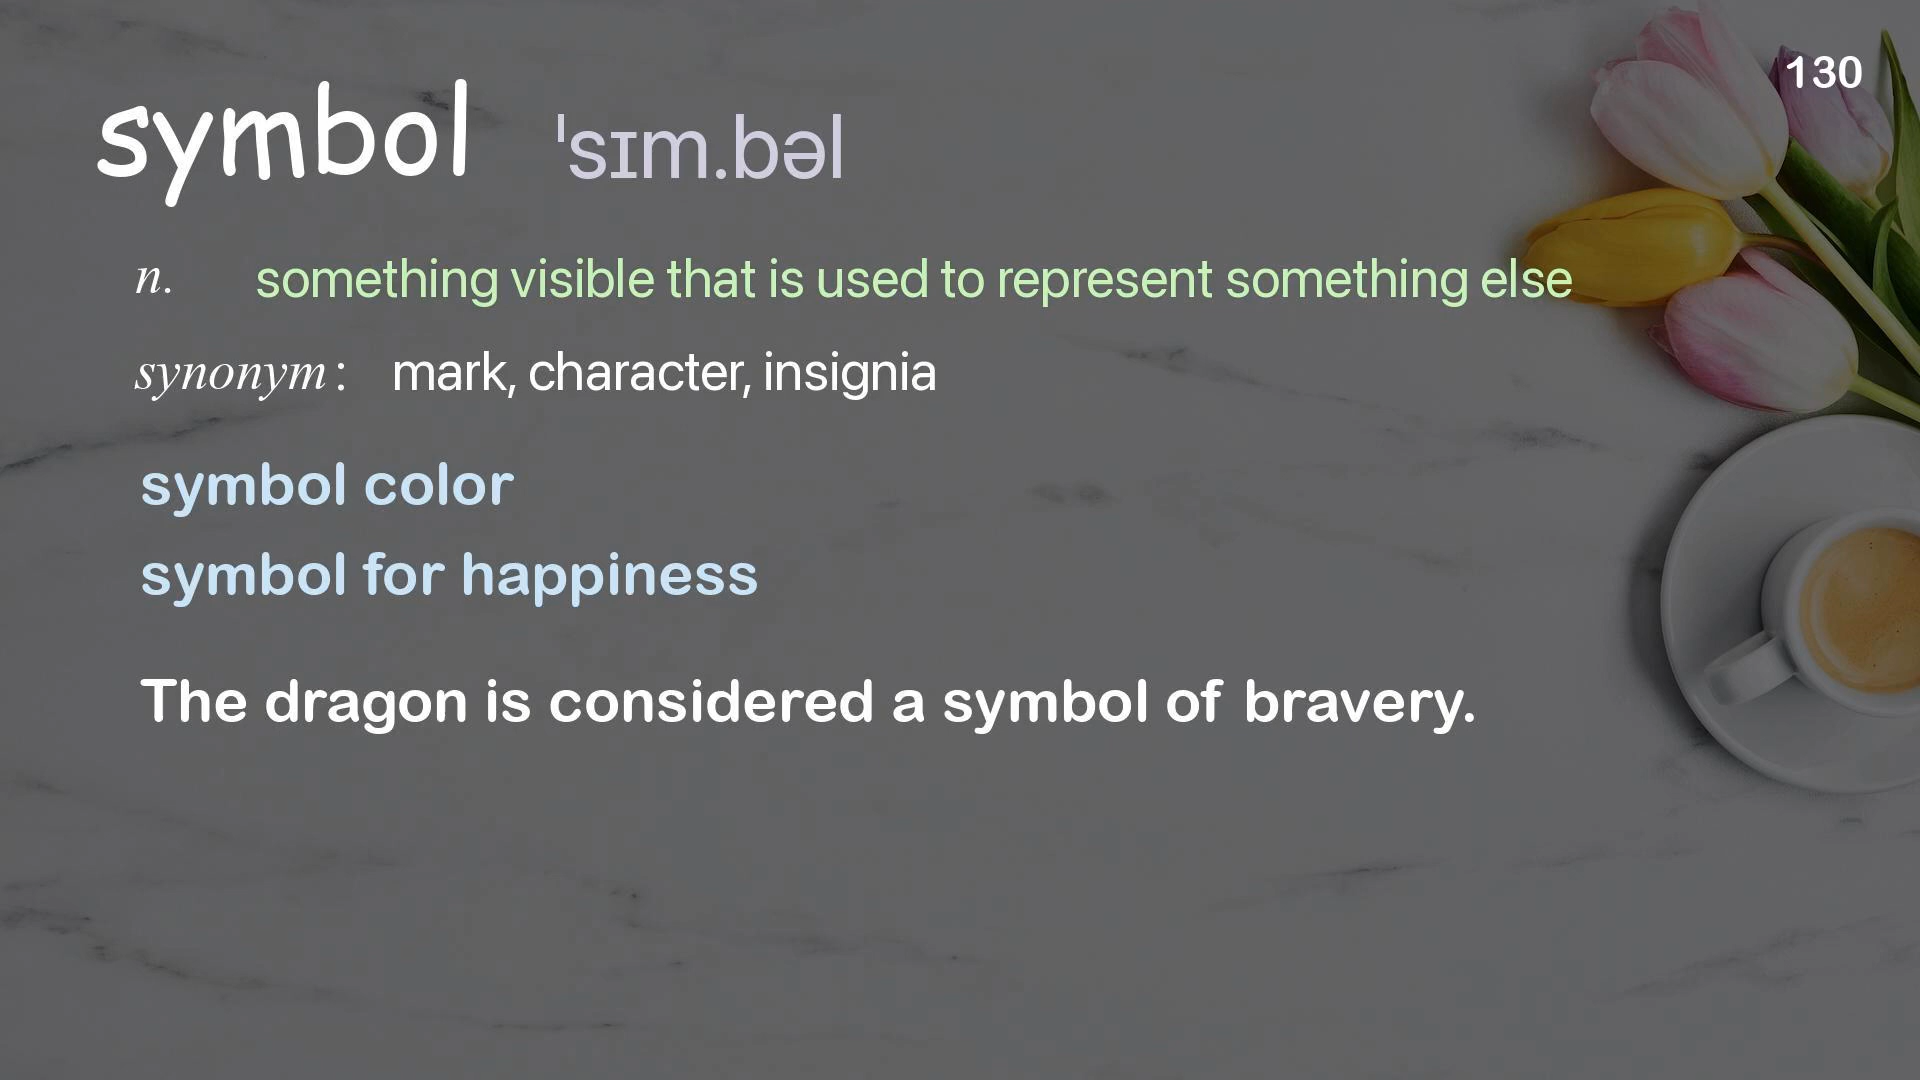 130
symbol ˈsɪm.bəl
n. something visible that is used to represent something else
synonym: mark, character, insignia
symbol color
symbol for happiness
The dragon is considered a symbol of bravery.